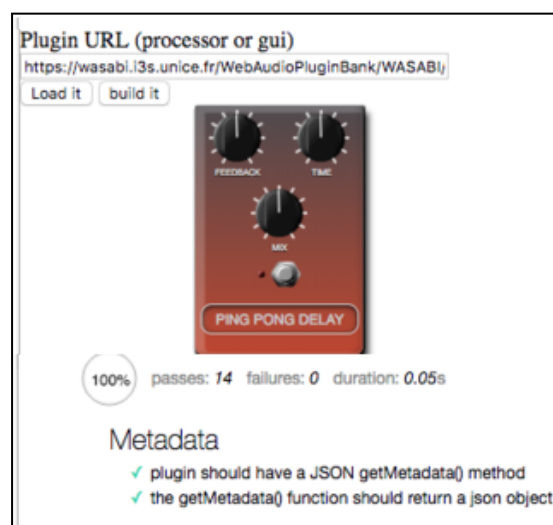 Plugin URL (processor or gui)
https://wasabi.i3s.unice.fr/WebAudioPluginBank/WASABI/
Load it build it
FEEDBACK TIME
MIX
PING PONG DELAY
100% passes: 14 failures: 0 duration: 0.05s
Metadata
✓ plugin should have a JSON getMetadata() method
✓ the getMetadata() function should return a json object